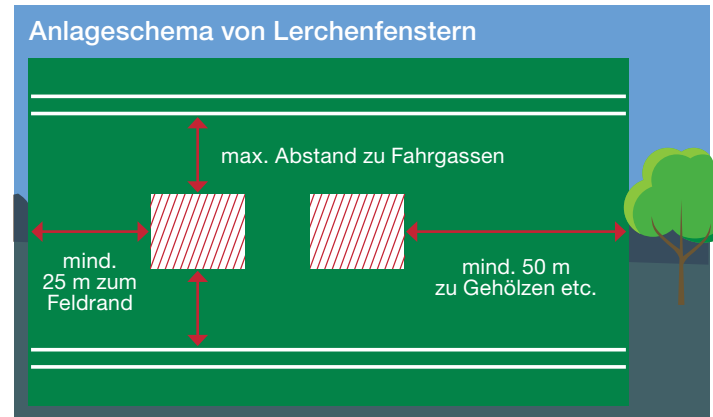 Anlageschema von Lerchenfenstern
max. Abstand zu Fahrgassen
mind.
25 m zum
Feldrand
mind. 50 m
zu Gehölzen etc.